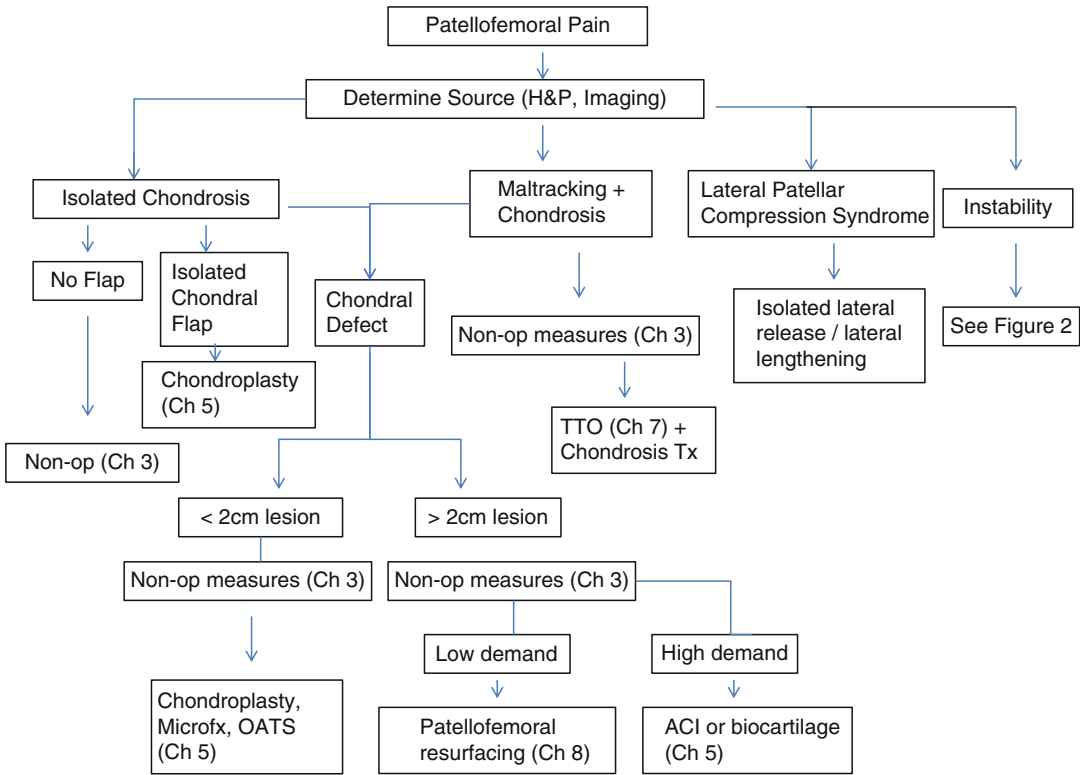 Patellofemoral Pain
Determine Source (H&P, Imaging)
Isolated Chondrosis
Maltracking +
Chondrosis
Lateral Patellar
Compression Syndrome
Instability
No Flap
Isolated
Chondral
Flap
Chondral
Defect
Non-op measures (Ch 3)
Isolated lateral
release / lateral
lengthening
See Figure 2
Chondroplasty
(Ch 5)
TTO (Ch 7) +
Chondrosis Tx
Non-op (Ch 3)
< 2cm lesion
> 2cm lesion
Non-op measures (Ch 3)
Non-op measures (Ch 3)
Low demand
High demand
Chondroplasty,
Microfx, OATS
(Ch 5)
Patellofemoral
resurfacing (Ch 8)
ACI or biocartilage
(Ch 5)